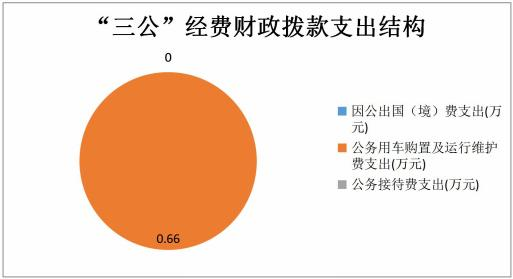 “三公”经费财政拨款支出结构
0
0.66
因公出国（境）费支出(万
元)
公务用车购置及运行维护
费支出(万元)
公务接待费支出(万元)